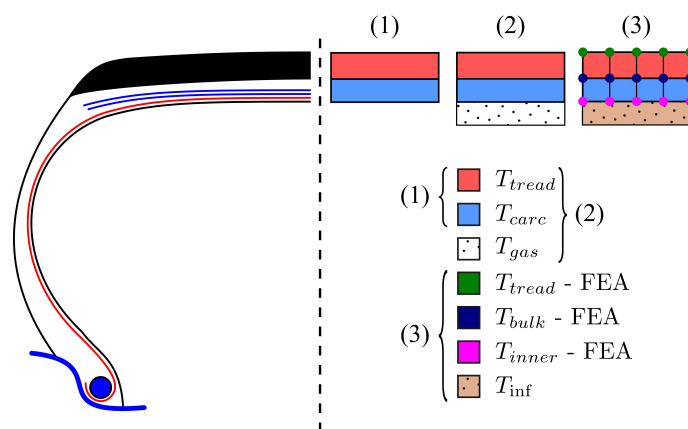 (1) (2) (3)
T_tread
(1) T_carc (2)
T_gas
T_tread - FEA
T_bulk - FEA
(3) T_inner - FEA
T_inf